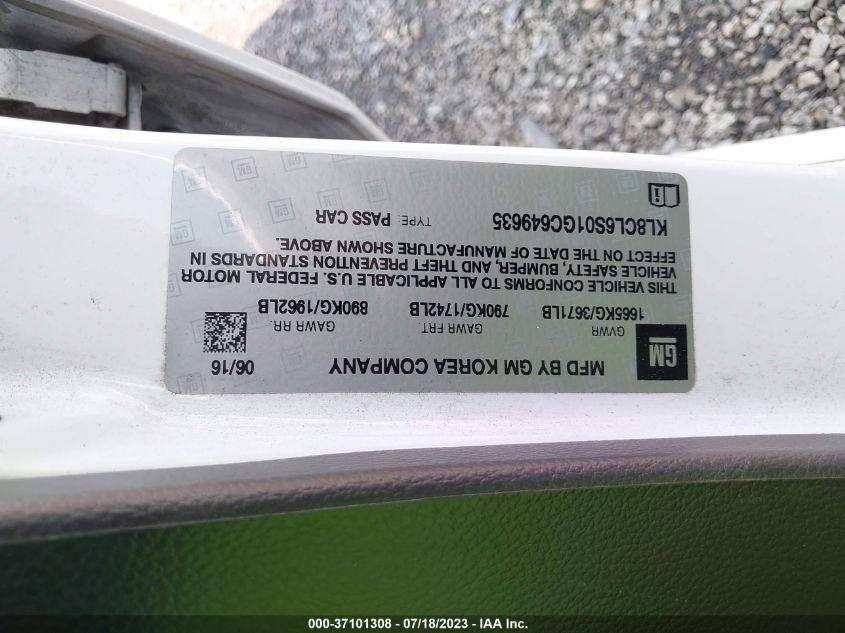 GM
MFD BY GM KOREA COMPANY
06/16
GVWR
GAWR FRT.
GAWR RR.
1665KG/3671LB
790KG/1742LB
890KG/1962LB
THIS VEHICLE CONFORMS TO ALL APPLICABLE U.S. FEDERAL MOTOR
VEHICLE SAFETY, BUMPER, AND THEFT PREVENTION STANDARDS IN
EFFECT ON THE DATE OF MANUFACTURE SHOWN ABOVE.
KL8CL6S01GC649635
TYPE: PASS CAR
000-37101308 - 07/18/2023 - IAA Inc.